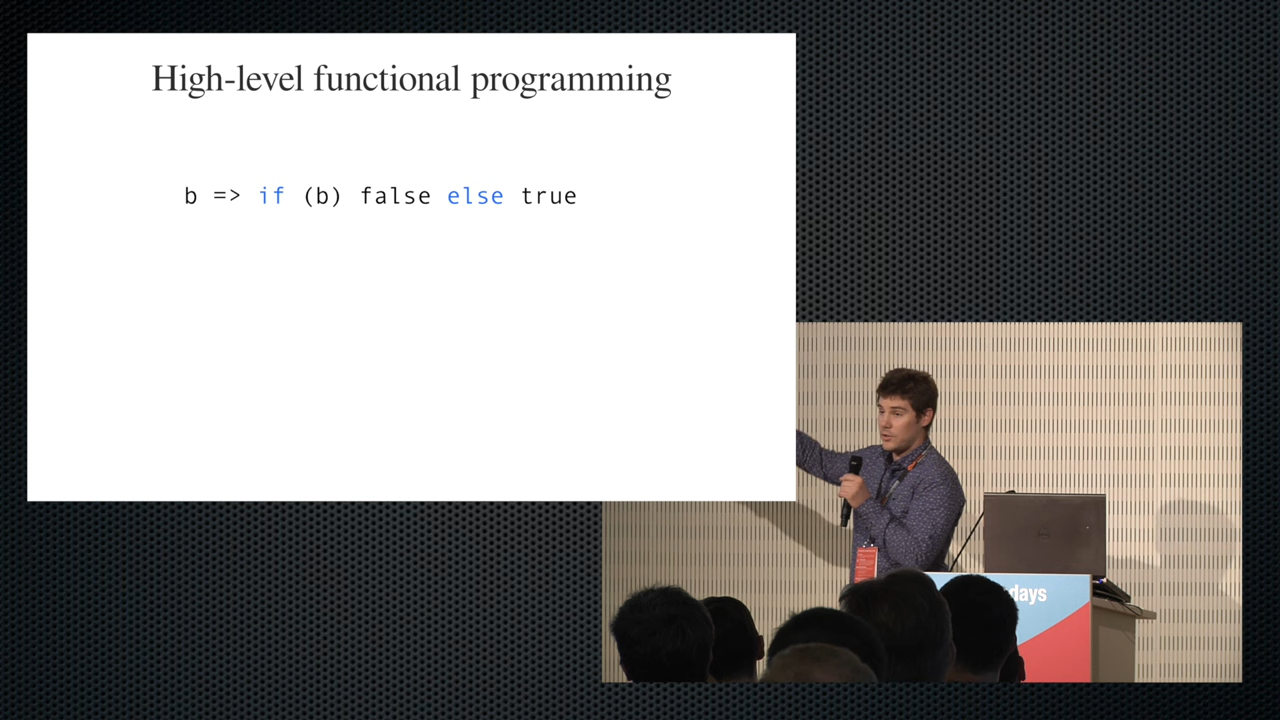 High-level functional programming
b => if (b) false else true
days